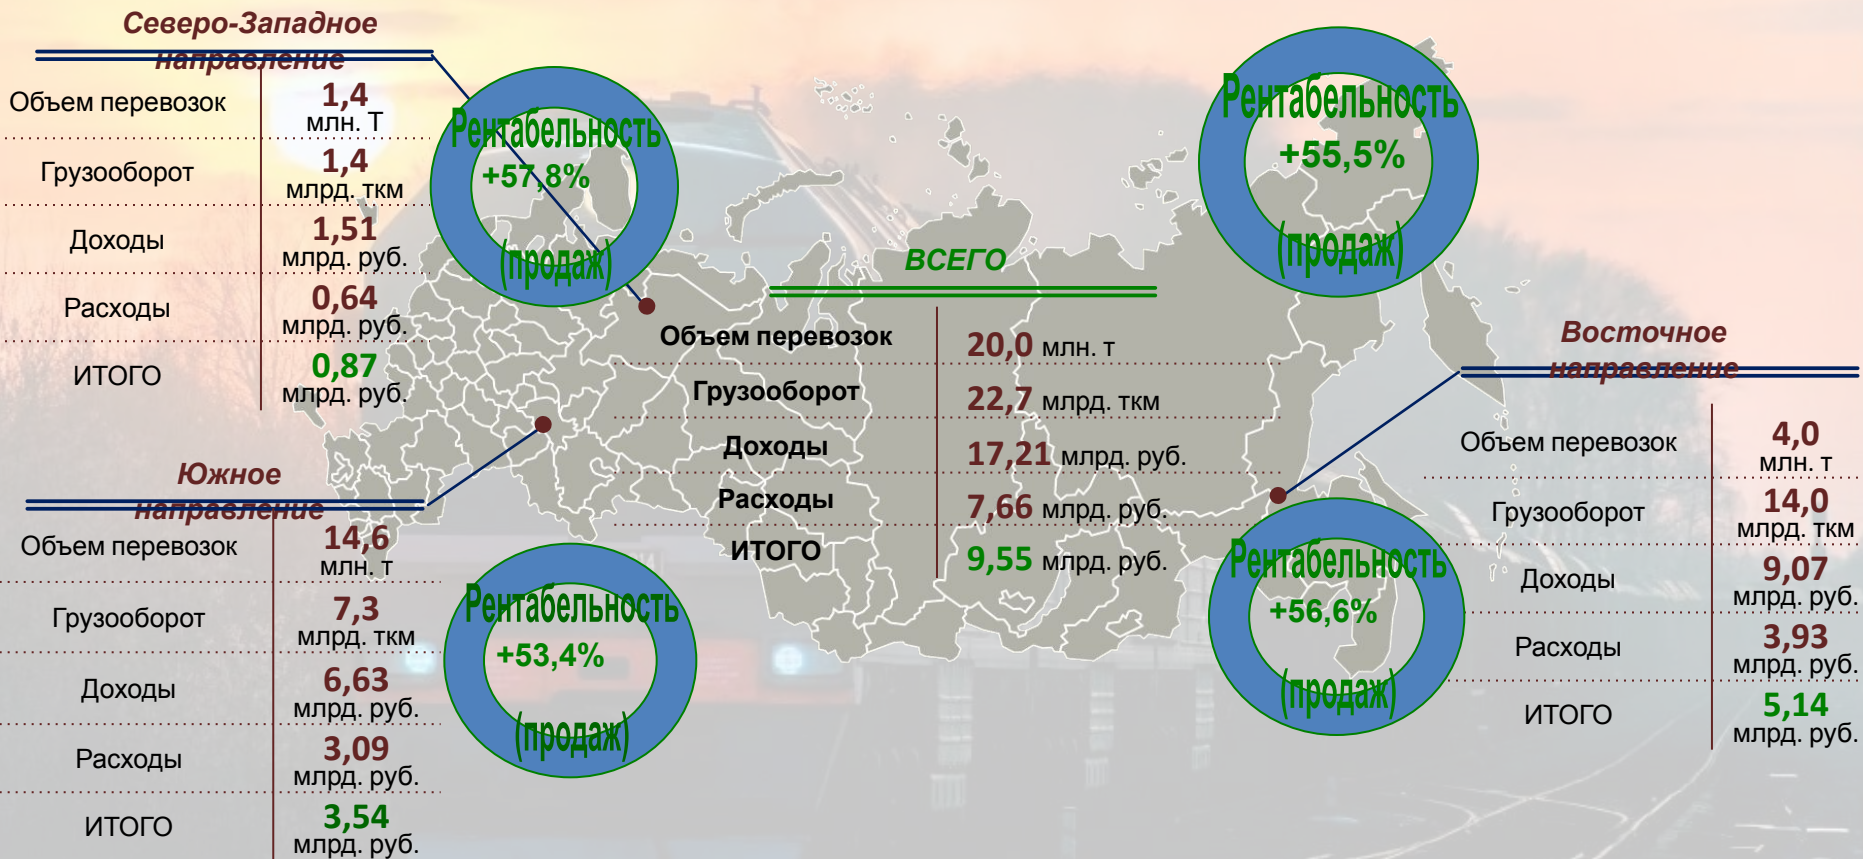 Северо-Западное
направление
Объем перевозок
1,4
млн. Т
Грузооборот
1,4
млрд. ткм
Доходы
1,51
млрд. руб.
Расходы
0,64
млрд. руб.
ИТОГО
0,87
млрд. руб.
Рентабельность
+57,8%
(продаж)
Южное
направление
Объем перевозок
14,6
млн. т
Грузооборот
7,3
млрд. ткм
Доходы
6,63
млрд. руб.
Расходы
3,09
млрд. руб.
ИТОГО
3,54
млрд. руб.
Рентабельность
+53,4%
(продаж)
ВСЕГО
Объем перевозок
20,0 млн. т
Грузооборот
22,7 млрд. ткм
Доходы
17,21 млрд. руб.
Расходы
7,66 млрд. руб.
ИТОГО
9,55 млрд. руб.
Рентабельность
+55,5%
(продаж)
Восточное
направление
Объем перевозок
4,0
млн. т
Грузооборот
14,0
млрд. ткм
Доходы
9,07
млрд. руб.
Расходы
3,93
млрд. руб.
ИТОГО
5,14
млрд. руб.
Рентабельность
+56,6%
(продаж)